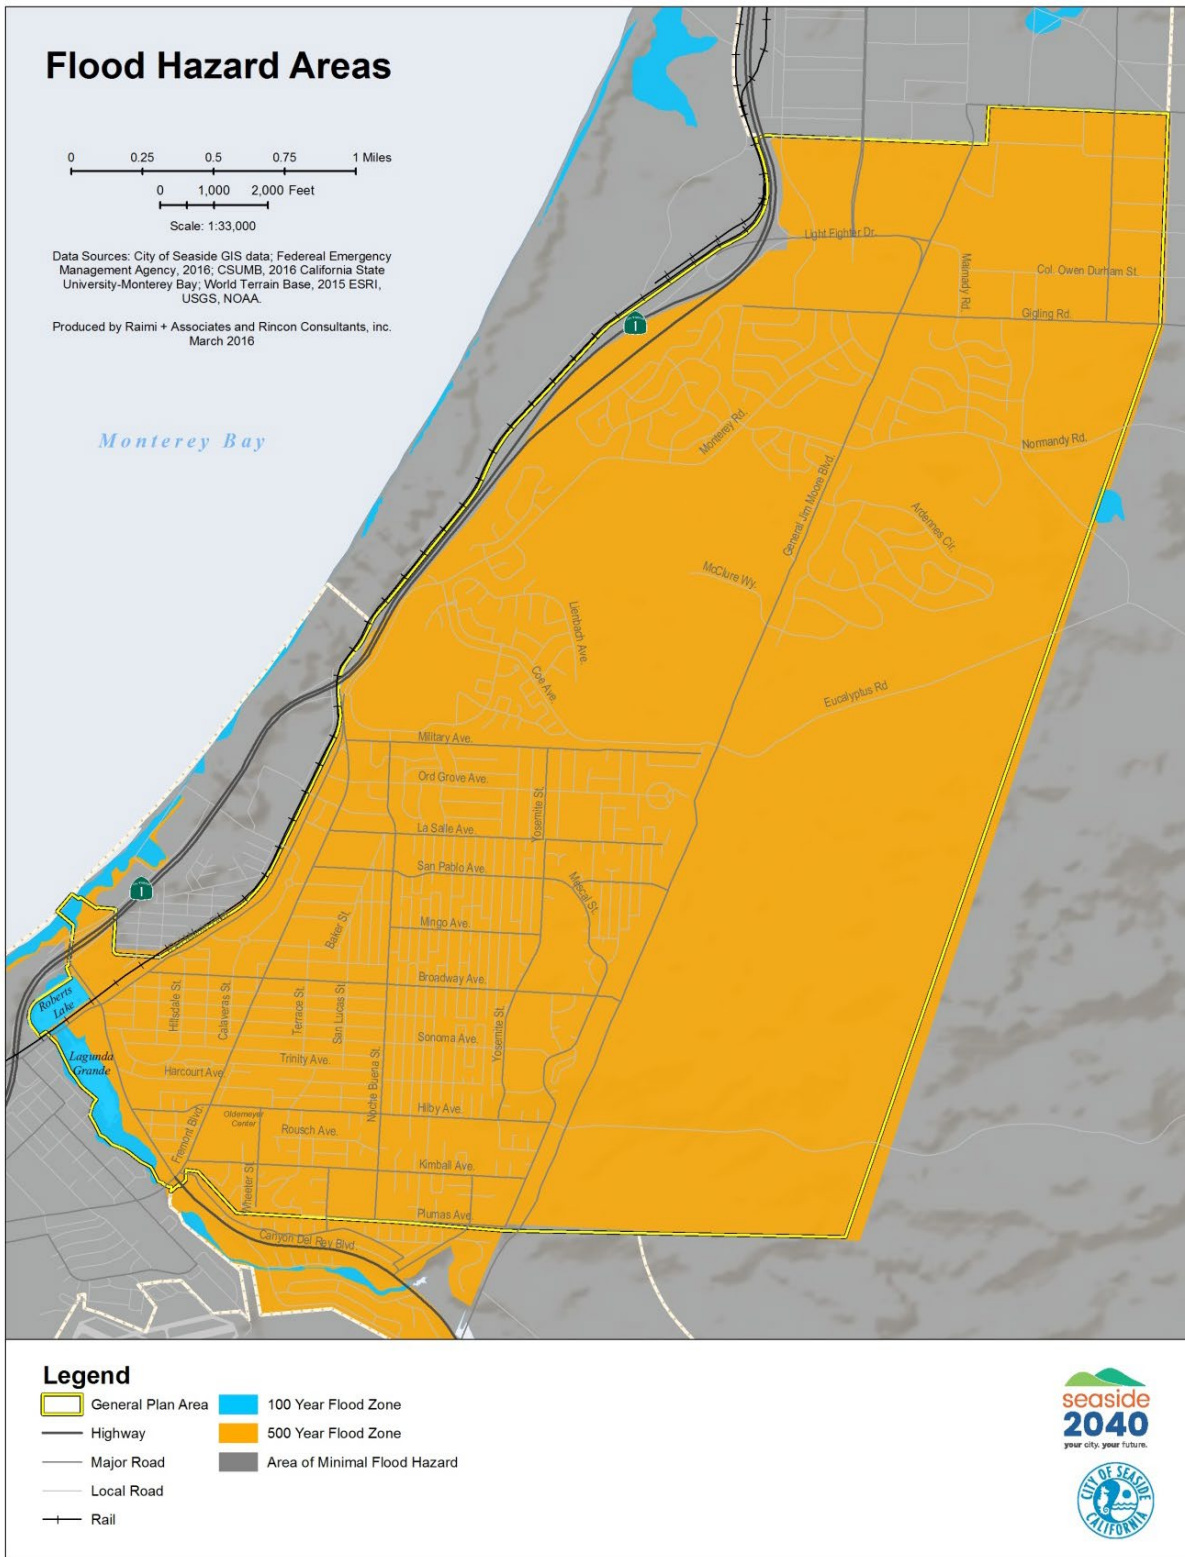 Flood Hazard Areas
0 0.25 0.5 0.75 1 Miles
0 1,000 2,000 Feet
Scale: 1:33,000
Data Sources: City of Seaside GIS data; Federeal Emergency
Management Agency, 2016; CSUMB, 2016 California State
University-Monterey Bay; World Terrain Base, 2015 ESRI,
USGS, NOAA.
Produced by Raimi + Associates and Rincon Consultants, inc.
March 2016
Monterey Bay
Light Fighter Dr.
Malmady Rd.
Col. Owen Durham St.
Gigling Rd.
1
Monterey Rd.
Normandy Rd.
General Jim Moore Blvd.
Ardennes Cir.
McClure Wy.
Lienbach Ave.
Coe Ave.
Eucalyptus Rd
Military Ave.
Ord Grove Ave.
Yosemite St.
La Salle Ave.
San Pablo Ave.
Mescal St.
1
Baker St.
Mingo Ave.
Broadway Ave.
Roberts
Lake
Hillsdale St.
Calaveras St.
Terrace St.
San Lucas St.
Sonoma Ave.
Yosemite St.
Lagunda
Grande
Trinity Ave.
Harcourt Ave.
Noche Buena St.
Hilby Ave.
Fremont Blvd.
Oldemeyer
Center
Rousch Ave.
Kimball Ave.
Wheeler St.
Plumas Ave.
Canyon Del Rey Blvd.
Legend
General Plan Area
Highway
Major Road
Local Road
Rail
100 Year Flood Zone
500 Year Flood Zone
Area of Minimal Flood Hazard
seaside
2040
your city. your future.
CITY OF SEASIDE
CALIFORNIA